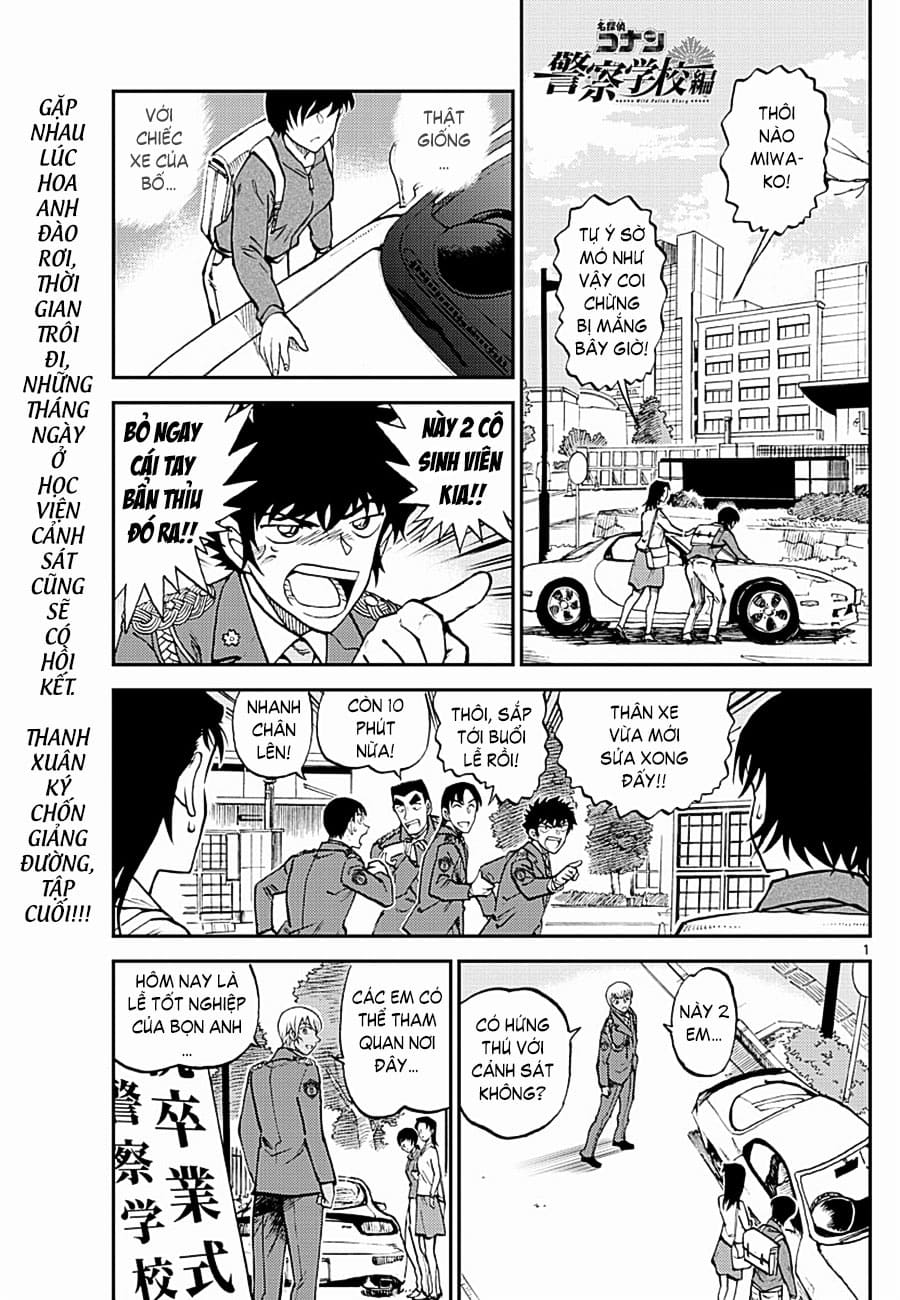 名探偵
コナン
警察学校編
Wild Police Story
THÔI
NÀO
MIWA-
KO!
TỰ Ý SỜ
MÓ NHƯ
VẬY COI
CHỪNG
BỊ MẮNG
BÂY GIỜ!
THẬT
GIỐNG
...
VỚI
CHIẾC
XE CỦA
BỐ...
NÀY 2 CÔ
SINH VIÊN
KIA!!
BỎ NGAY
CÁI TAY
BẨN THỈU
ĐÓ RA!!
GẶP
NHAU
LÚC
HOA
ANH
ĐÀO
RƠI,
THỜI
GIAN
TRÔI
ĐI,
NHỮNG
THÁNG
NGÀY
Ở
HỌC
VIỆN
CẢNH
SÁT
CŨNG
SẼ
CÓ
HỒI
KẾT.
THANH
XUÂN
KÝ
CHỐN
GIẢNG
ĐƯỜNG,
TẬP
CUỐI!!!
THÂN XE
VỪA MỚI
SỬA XONG
ĐẤY!!
THÔI, SẮP
TỚI BUỔI
LỄ RỒI!
CÒN 10
PHÚT
NỮA!
NHANH
CHÂN
LÊN!
1
NÀY 2
EM...
CÓ HỨNG
THÚ VỚI
CẢNH SÁT
KHÔNG?
CÁC EM CÓ
THỂ THAM
QUAN NƠI
ĐÂY...
HÔM NAY LÀ
LỄ TỐT NGHIỆP
CỦA BỌN ANH
...
卒業式
警察学校